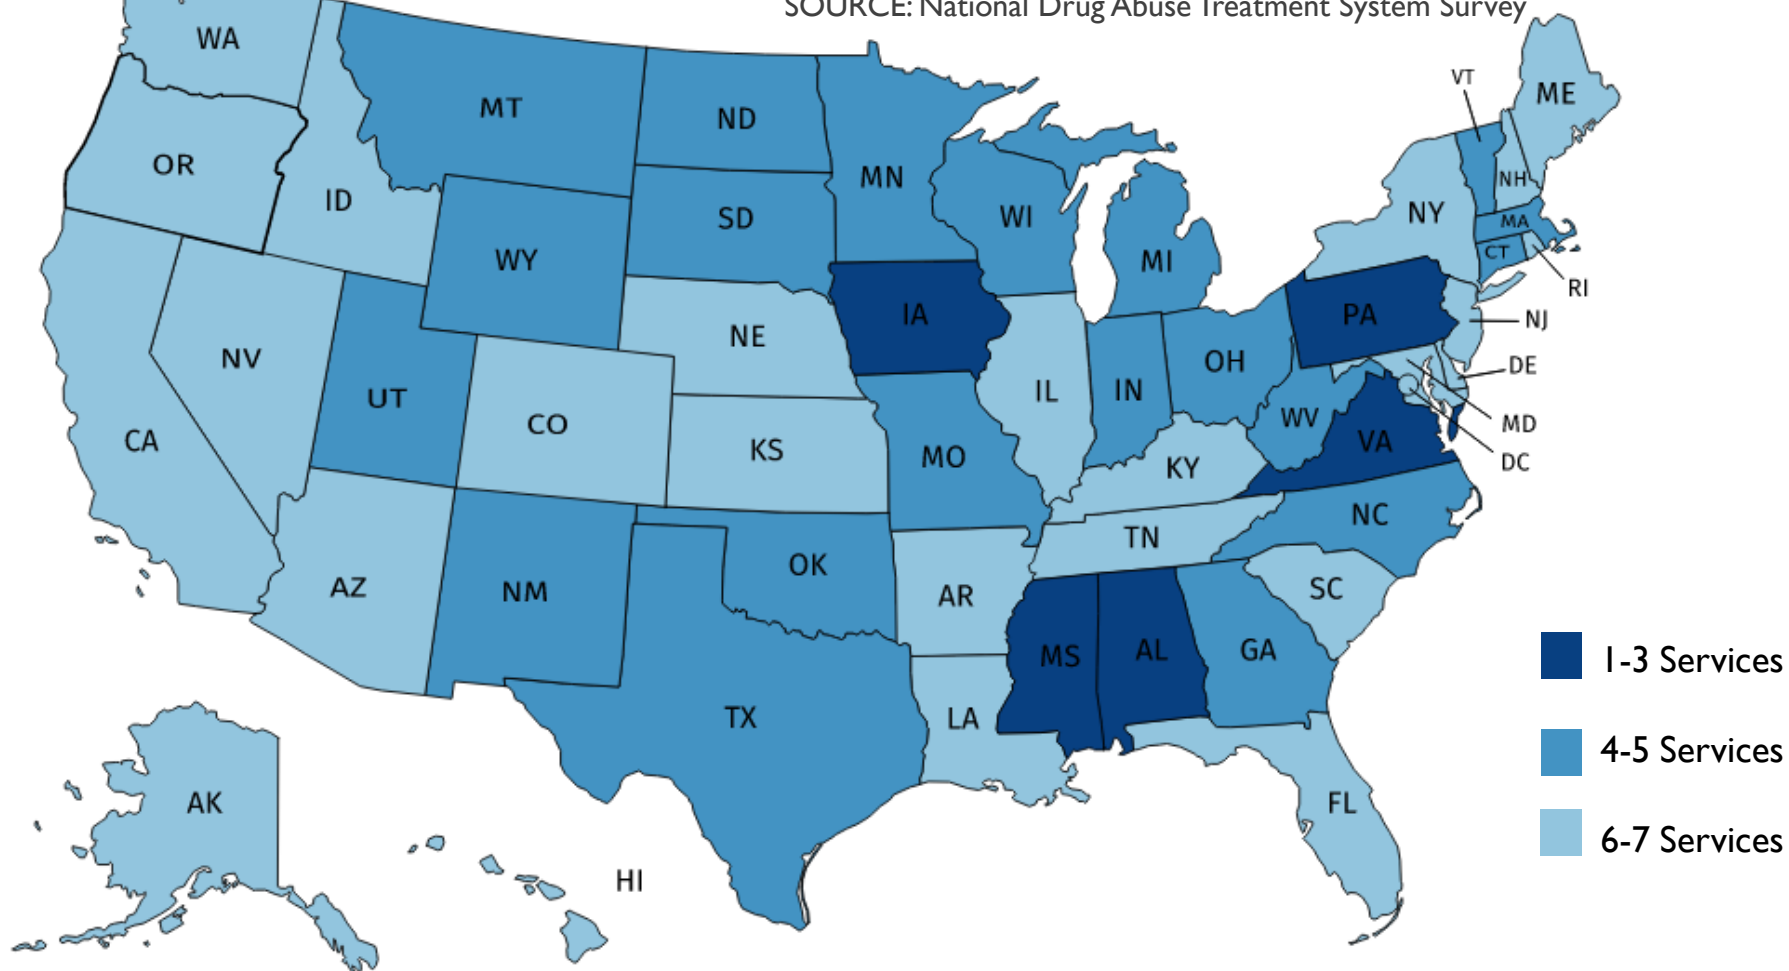 SOURCE: National Drug Abuse Treatment System Survey
WA
VT
ME
MT
ND
OR
MN
NH
ID
SD
WI
NY
MA
WY
MI
CT
RI
IA
PA
NJ
NE
NV
OH
DE
UT
IN
IL
CO
WV
MD
CA
VA
KS
MO
KY
DC
NC
TN
OK
AZ
NM
AR
SC
MS
AL
GA
1-3 Services
TX
LA
4-5 Services
AK
FL
6-7 Services
HI